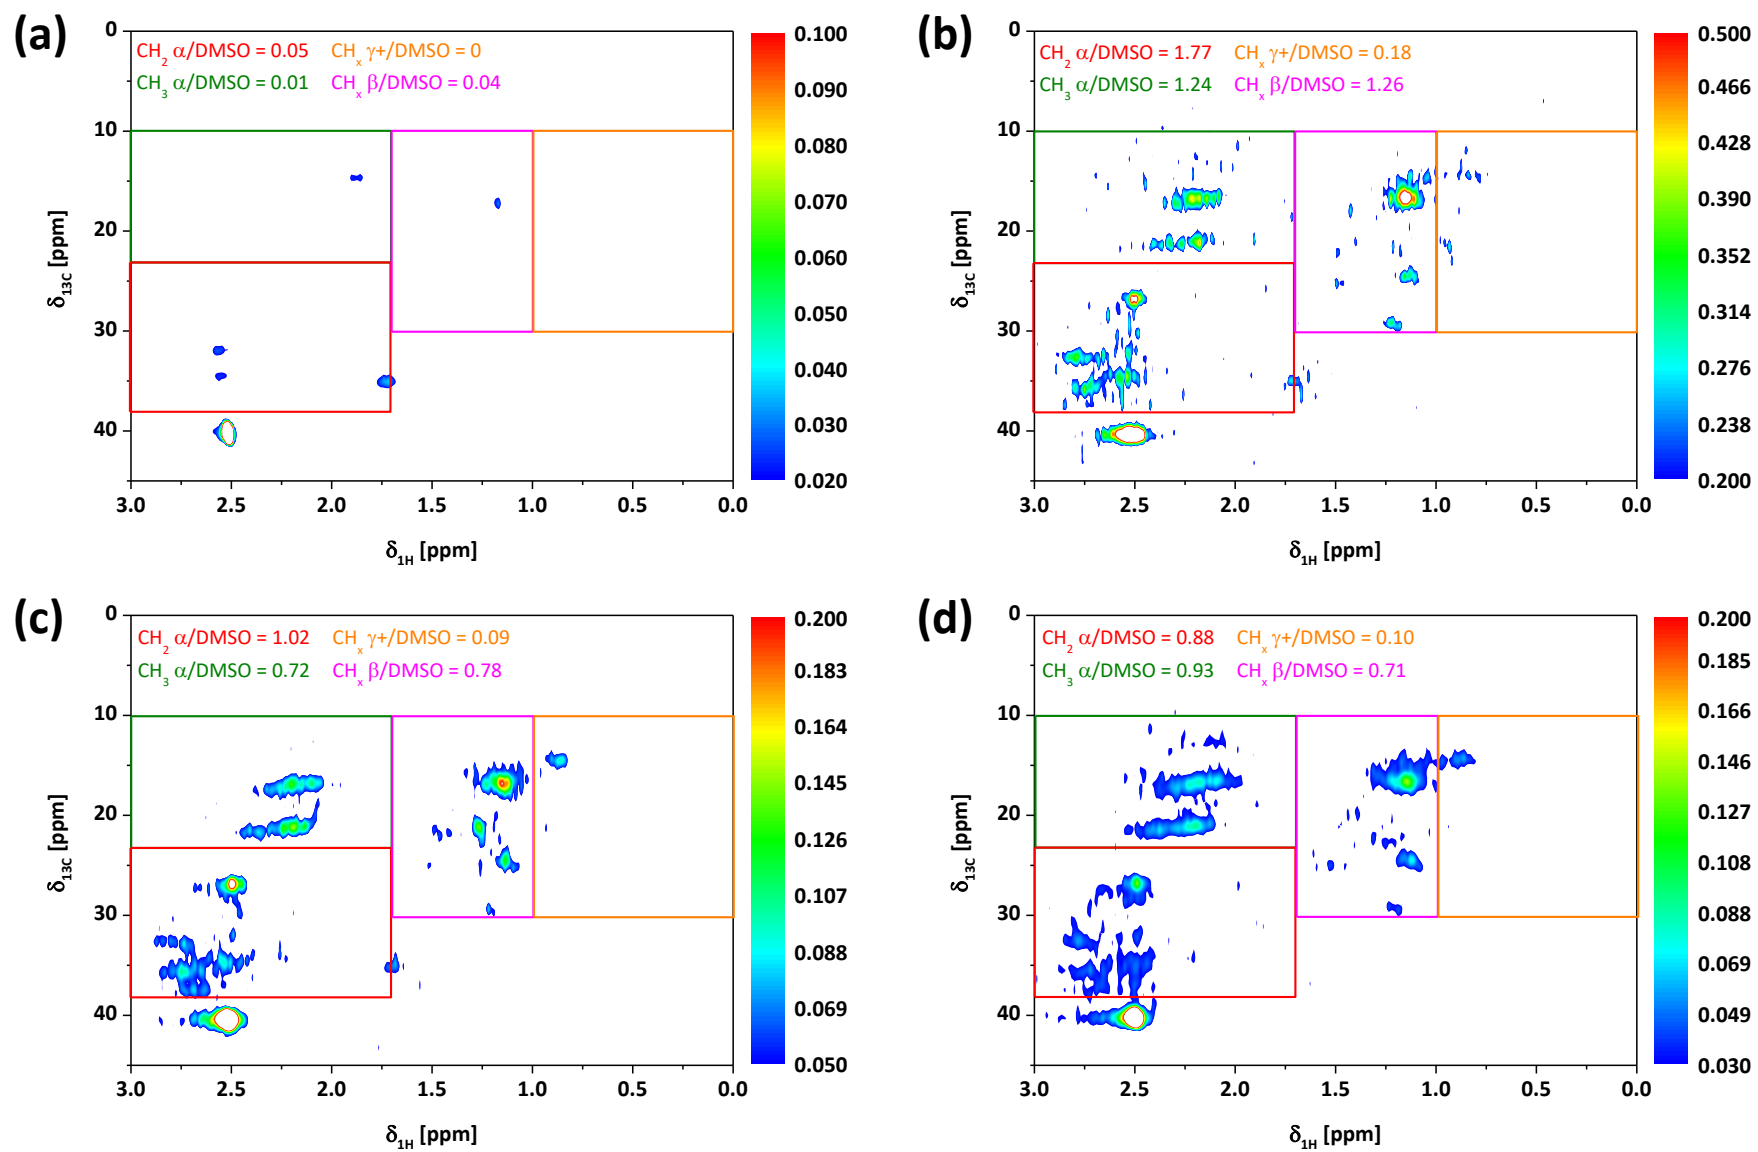 (a)
CH2 α/DMSO = 0.05 CHx γ+/DMSO = 0
CH3 α/DMSO = 0.01 CHx β/DMSO = 0.04
0
10
20
30
40
δ13C [ppm]
3.0 2.5 2.0 1.5 1.0 0.5 0.0
δ1H [ppm]
0.100
0.090
0.080
0.070
0.060
0.050
0.040
0.030
0.020
(b)
CH2 α/DMSO = 1.77 CHx γ+/DMSO = 0.18
CH3 α/DMSO = 1.24 CHx β/DMSO = 1.26
0
10
20
30
40
δ13C [ppm]
3.0 2.5 2.0 1.5 1.0 0.5 0.0
δ1H [ppm]
0.500
0.466
0.428
0.390
0.352
0.314
0.276
0.238
0.200
(c)
CH2 α/DMSO = 1.02 CHx γ+/DMSO = 0.09
CH3 α/DMSO = 0.72 CHx β/DMSO = 0.78
0
10
20
30
40
δ13C [ppm]
3.0 2.5 2.0 1.5 1.0 0.5 0.0
δ1H [ppm]
0.200
0.183
0.164
0.145
0.126
0.107
0.088
0.069
0.050
(d)
CH2 α/DMSO = 0.88 CHx γ+/DMSO = 0.10
CH3 α/DMSO = 0.93 CHx β/DMSO = 0.71
0
10
20
30
40
δ13C [ppm]
3.0 2.5 2.0 1.5 1.0 0.5 0.0
δ1H [ppm]
0.200
0.185
0.166
0.146
0.127
0.108
0.088
0.069
0.049
0.030